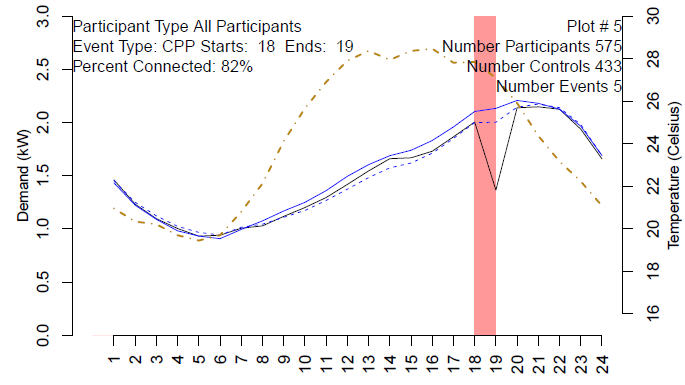 Participant Type All Participants
Plot # 5
Event Type: CPP Starts: 18 Ends: 19
Number Participants 575
Percent Connected: 82%
Number Controls 433
Number Events 5
Demand (kW)
3.0
2.5
2.0
1.5
1.0
0.5
0.0
Temperature (Celsius)
30
28
26
24
22
20
18
16
1 2 3 4 5 6 7 8 9 10 11 12 13 14 15 16 17 18 19 20 21 22 23 24